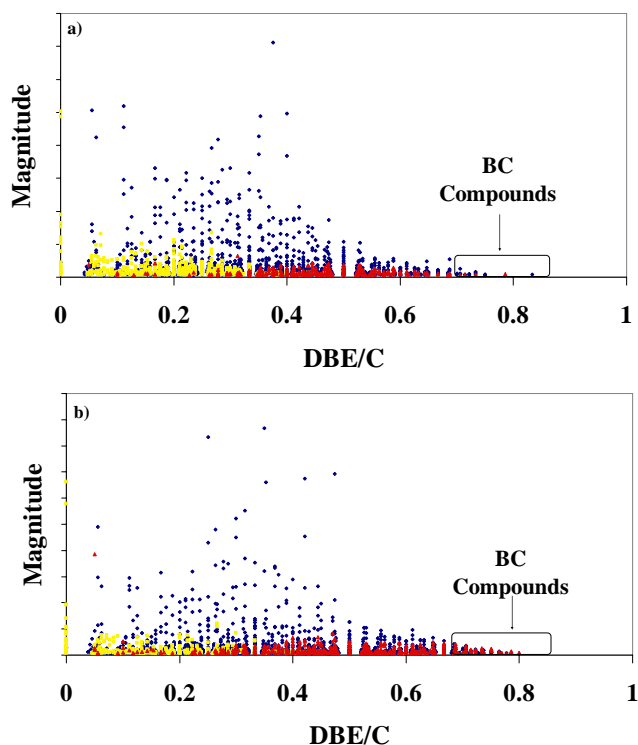 a)
Magnitude
BC
Compounds
0 0.2 0.4 0.6 0.8 1
DBE/C
b)
Magnitude
BC
Compounds
0 0.2 0.4 0.6 0.8 1
DBE/C